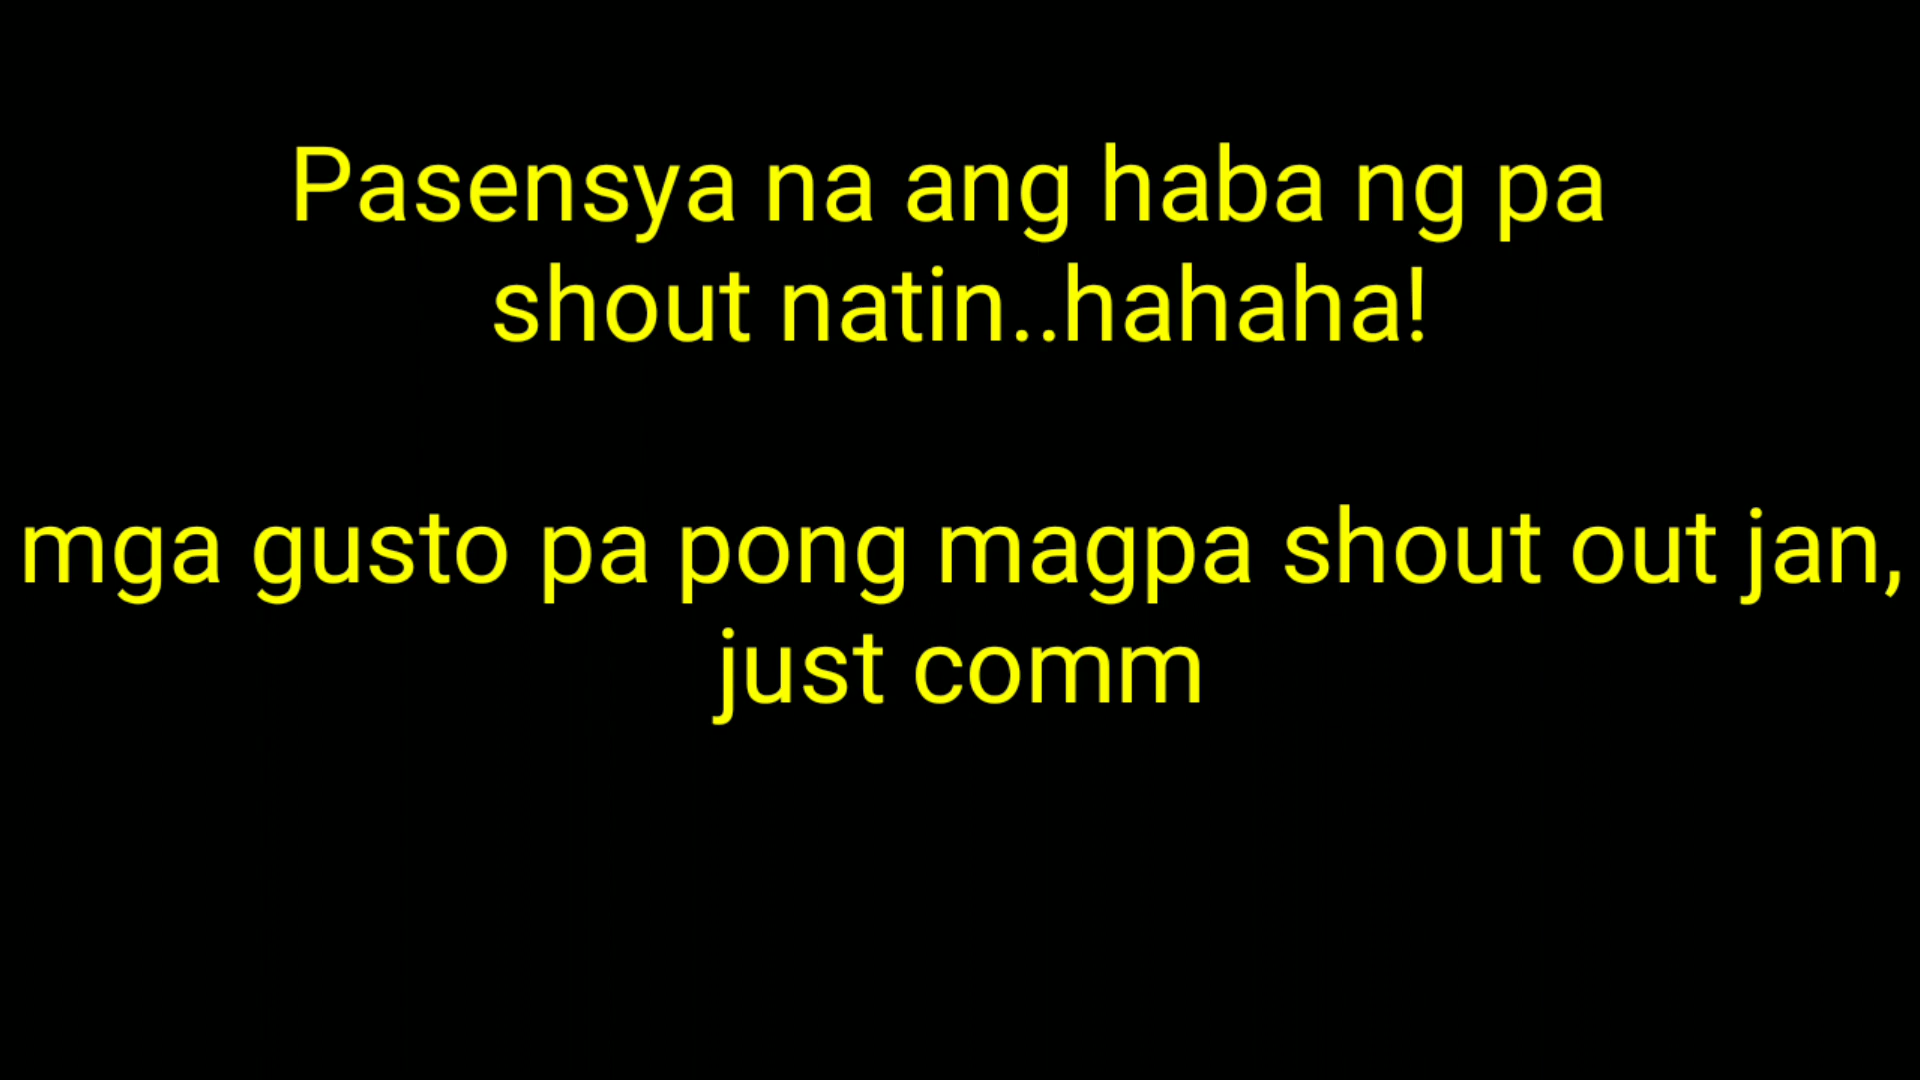 Pasensya na ang haba ng pa
shout natin..hahaha!
mga gusto pa pong magpa shout out jan,
just comm